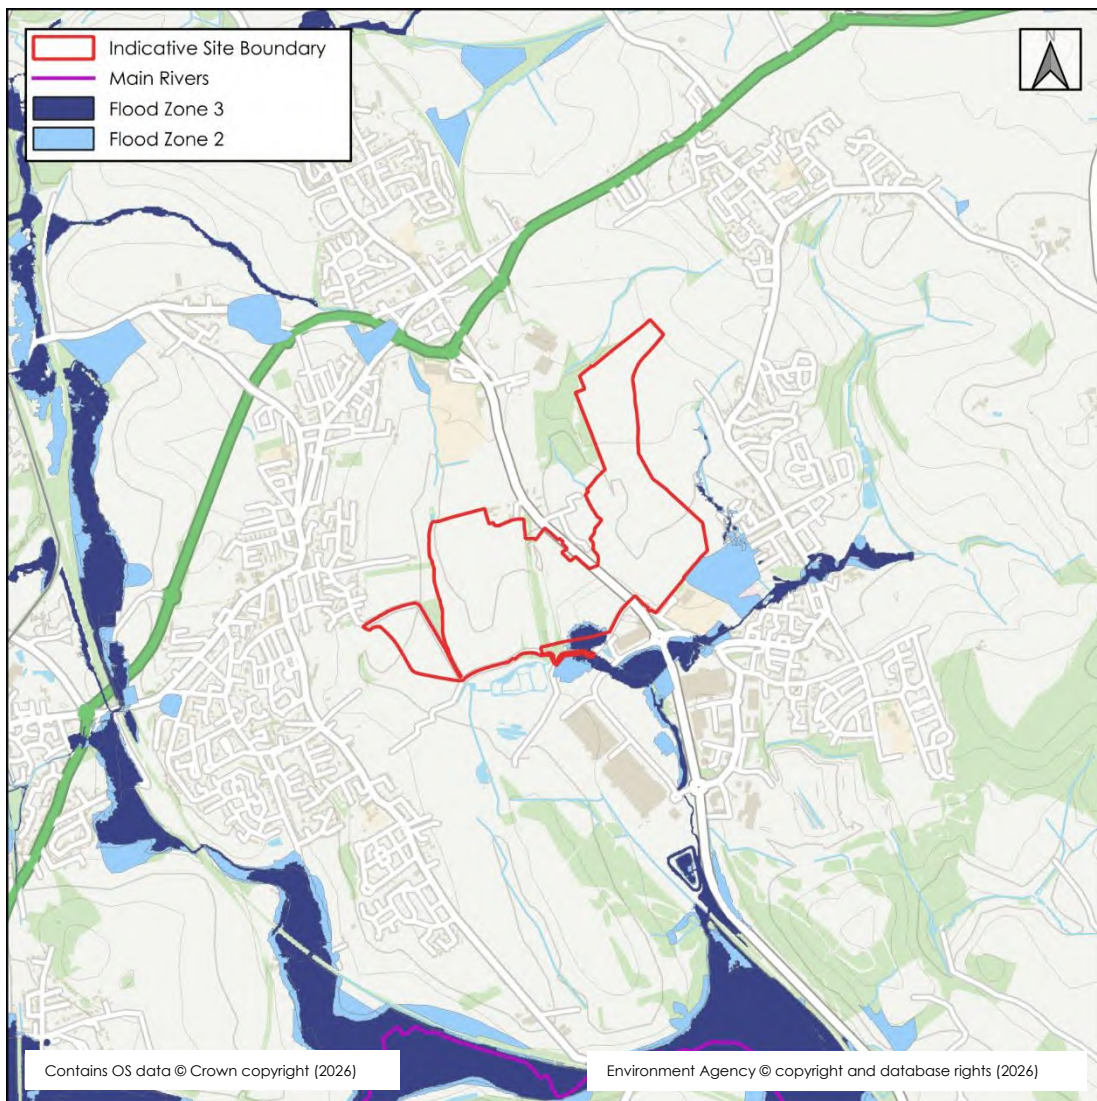 Indicative Site Boundary
Main Rivers
Flood Zone 3
Flood Zone 2
N
Contains OS data © Crown copyright (2026)
Environment Agency © copyright and database rights (2026)